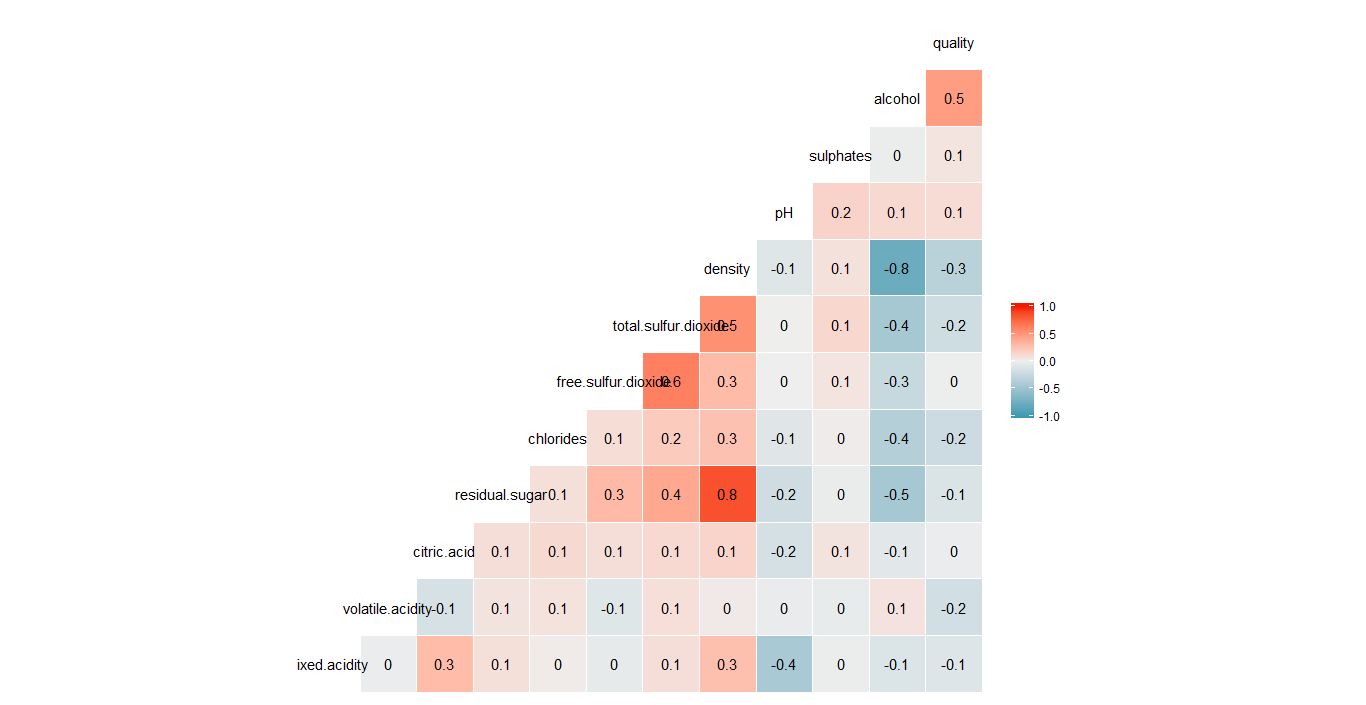 quality
alcohol 0.5
sulphates 0 0.1
pH 0.2 0.1 0.1
density -0.1 0.1 -0.8 -0.3
total.sulfur.dioxide 0.5 0 0.1 -0.4 -0.2
free.sulfur.dioxide 0.6 0.3 0 0.1 -0.3 0
chlorides 0.1 0.2 0.3 -0.1 0 -0.4 -0.2
residual.sugar 0.1 0.3 0.4 0.8 -0.2 0 -0.5 -0.1
citric.acid 0.1 0.1 0.1 0.1 0.1 -0.2 0.1 -0.1 0
volatile.acidity -0.1 0.1 0.1 -0.1 0.1 0 0 0 0.1 -0.2
ixed.acidity 0 0.3 0.1 0 0 0.1 0.3 -0.4 0 -0.1 -0.1
1.0
0.5
0.0
-0.5
-1.0